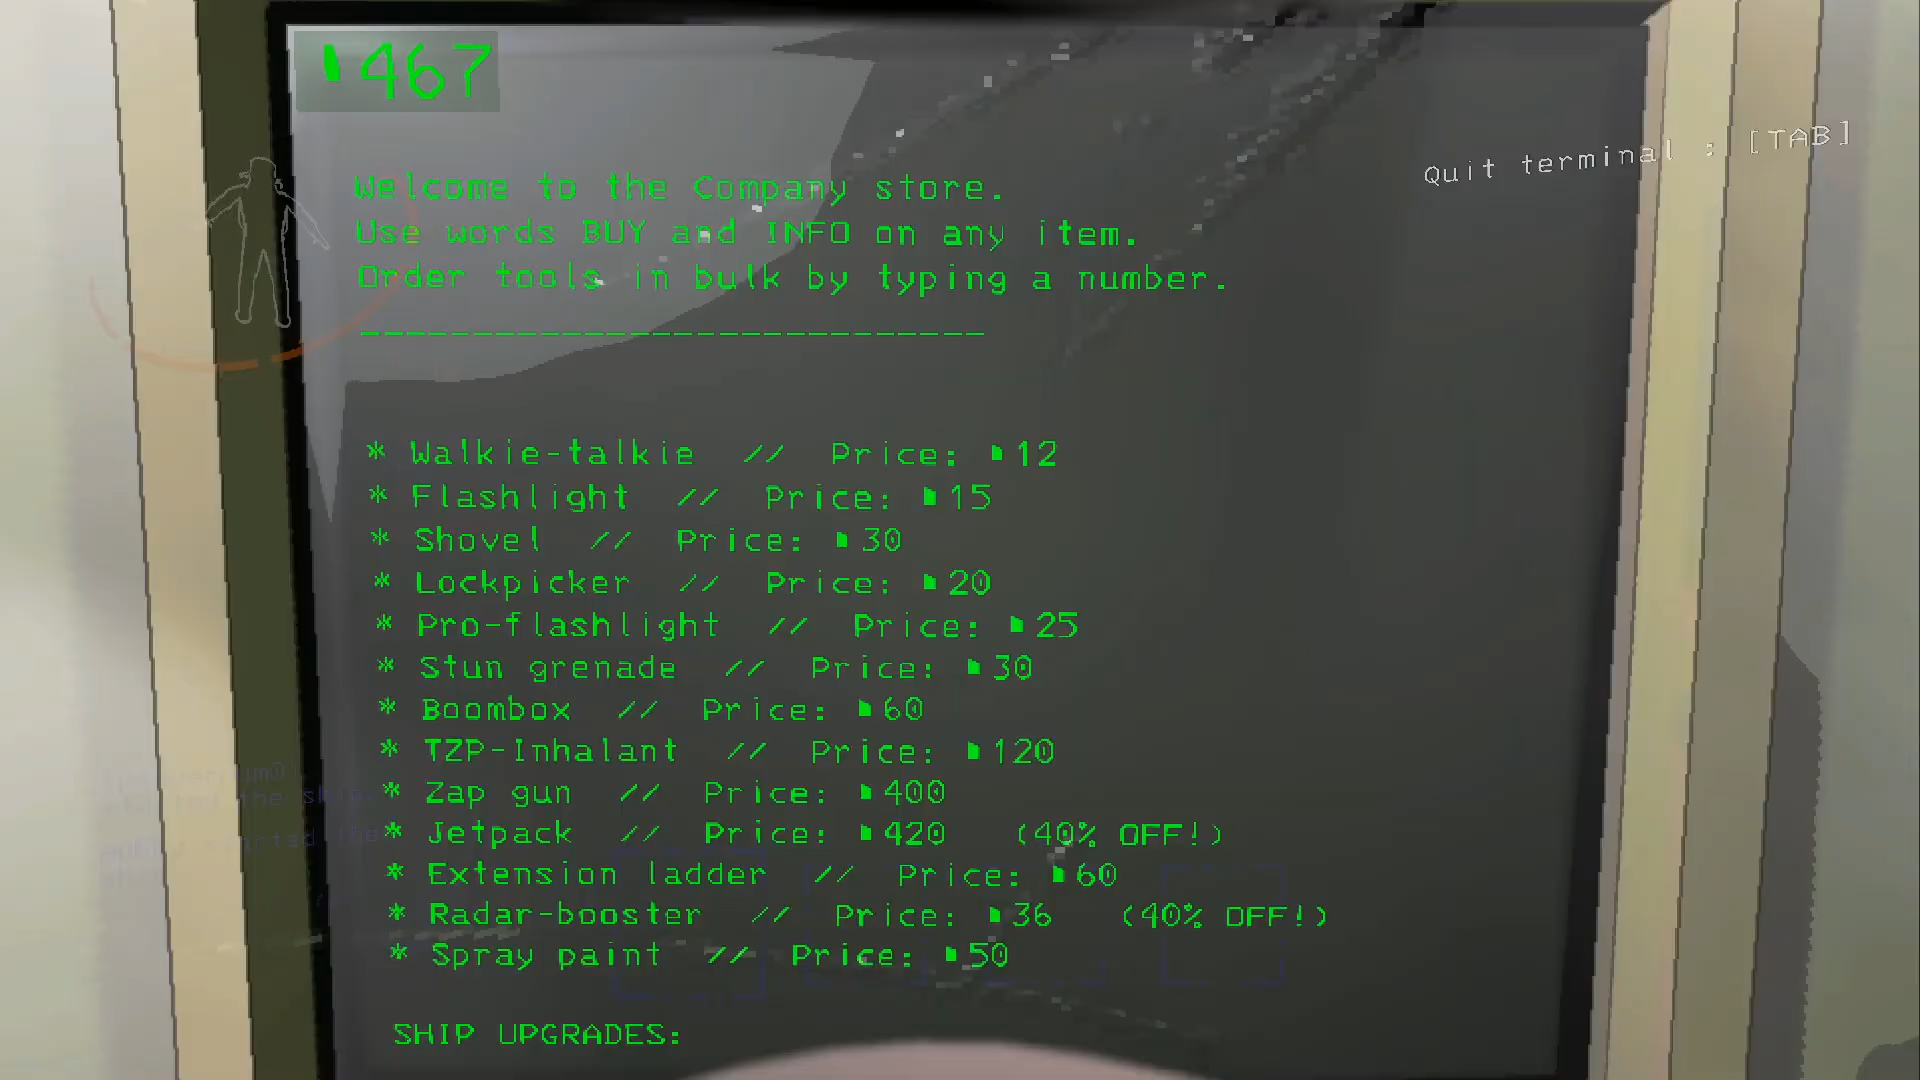 467
Quit terminal : [TAB]
Welcome to the Company store.
Use words BUY and INFO on any item.
Order tools in bulk by typing a number.
----------------------------
* Walkie-talkie // Price: 12
* Flashlight // Price: 15
* Shovel // Price: 30
* Lockpicker // Price: 20
* Pro-flashlight // Price: 25
* Stun grenade // Price: 30
* Boombox // Price: 60
* TZP-Inhalant // Price: 120
* Zap gun // Price: 400
* Jetpack // Price: 420 (40% OFF!)
* Extension ladder // Price: 60
* Radar-booster // Price: 36 (40% OFF!)
* Spray paint // Price: 50
SHIP UPGRADES: